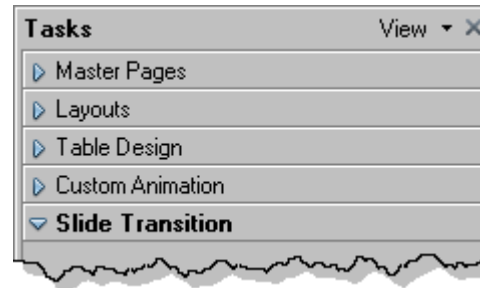 Tasks View
Master Pages
Layouts
Table Design
Custom Animation
Slide Transition